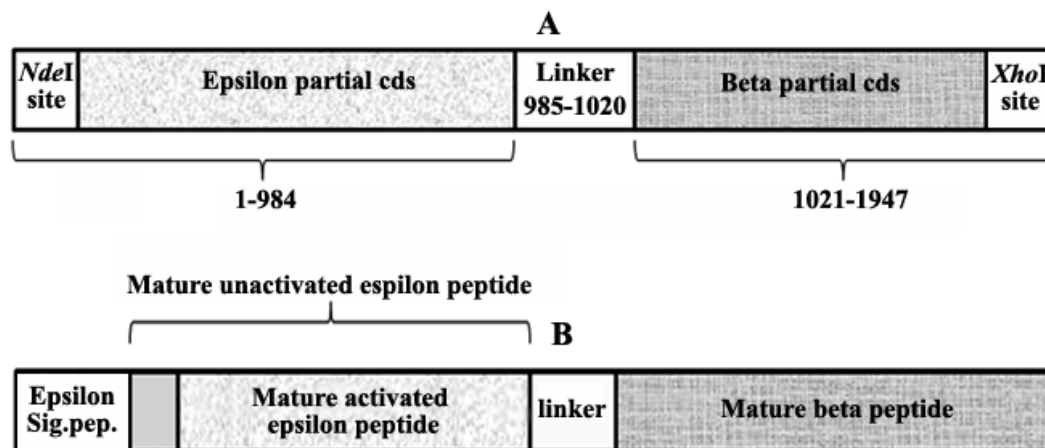 A
NdeI
site
Epsilon partial cds
Linker
985-1020
Beta partial cds
XhoI
site
1-984
1021-1947
Mature unactivated espilon peptide
B
Epsilon
Sig.pep.
Mature activated
epsilon peptide
linker
Mature beta peptide